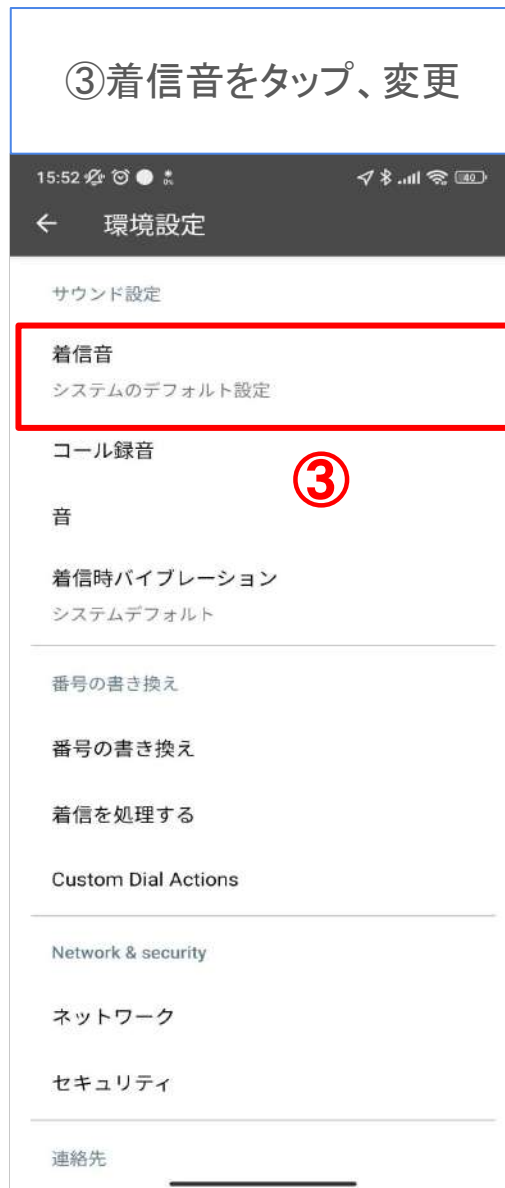 ③着信音をタップ、変更
15:52
40
環境設定
サウンド設定
着信音
システムのデフォルト設定
コール録音
③
音
着信時バイブレーション
システムデフォルト
番号の書き換え
番号の書き換え
着信を処理する
Custom Dial Actions
Network & security
ネットワーク
セキュリティ
連絡先